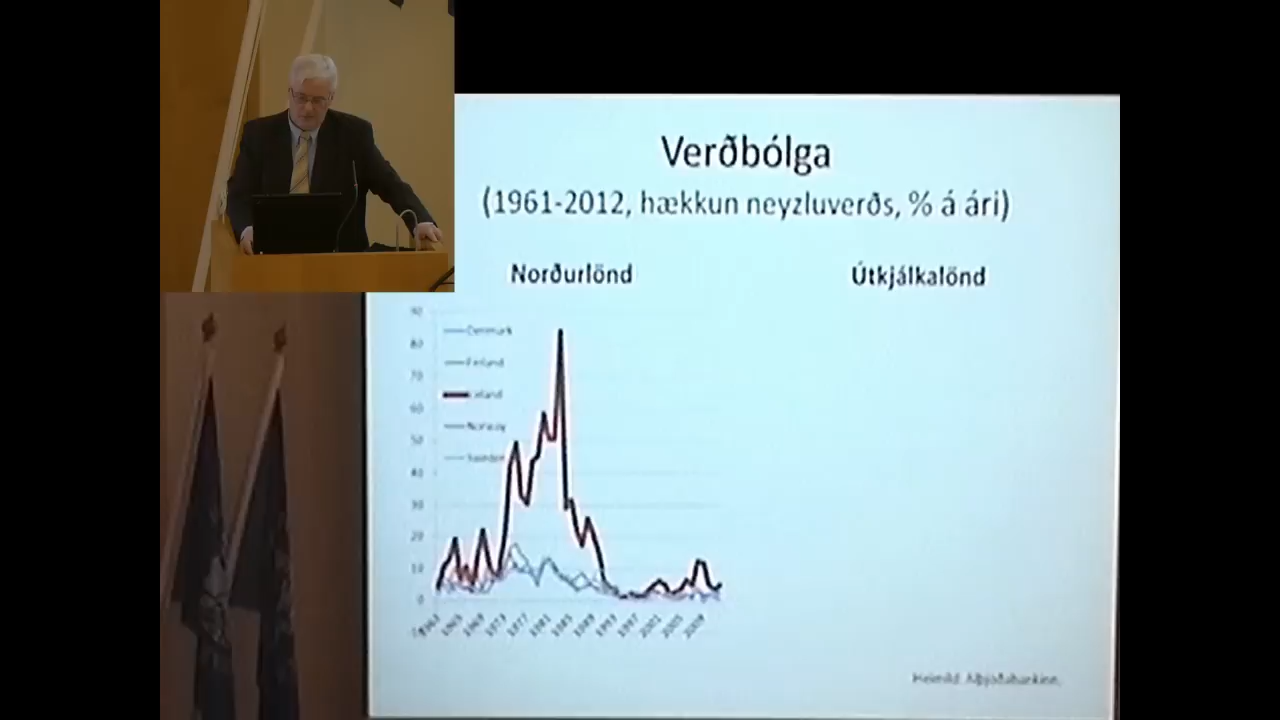 Verðbólga
(1961-2012, hækkun neyzluverðs, % á ári)
Norðurlönd
Útkjálkalönd
90
80
70
60
50
40
30
20
10
0
Denmark
Finland
Iceland
Norway
Sweden
1965
1969
1973
1977
1981
1985
1989
1993
1997
2001
2005
2009
Heimild: Alþjóðabankinn.